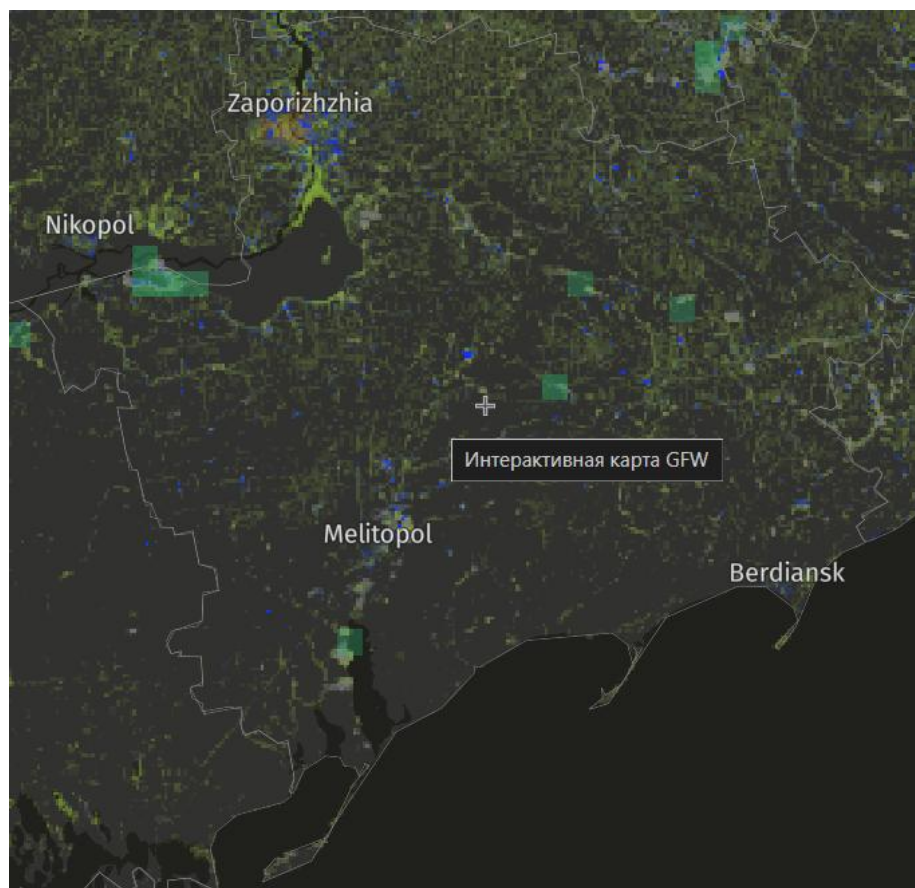 Zaporizhzhia
Nikopol
Интерактивная карта GFW
Melitopol
Berdiansk